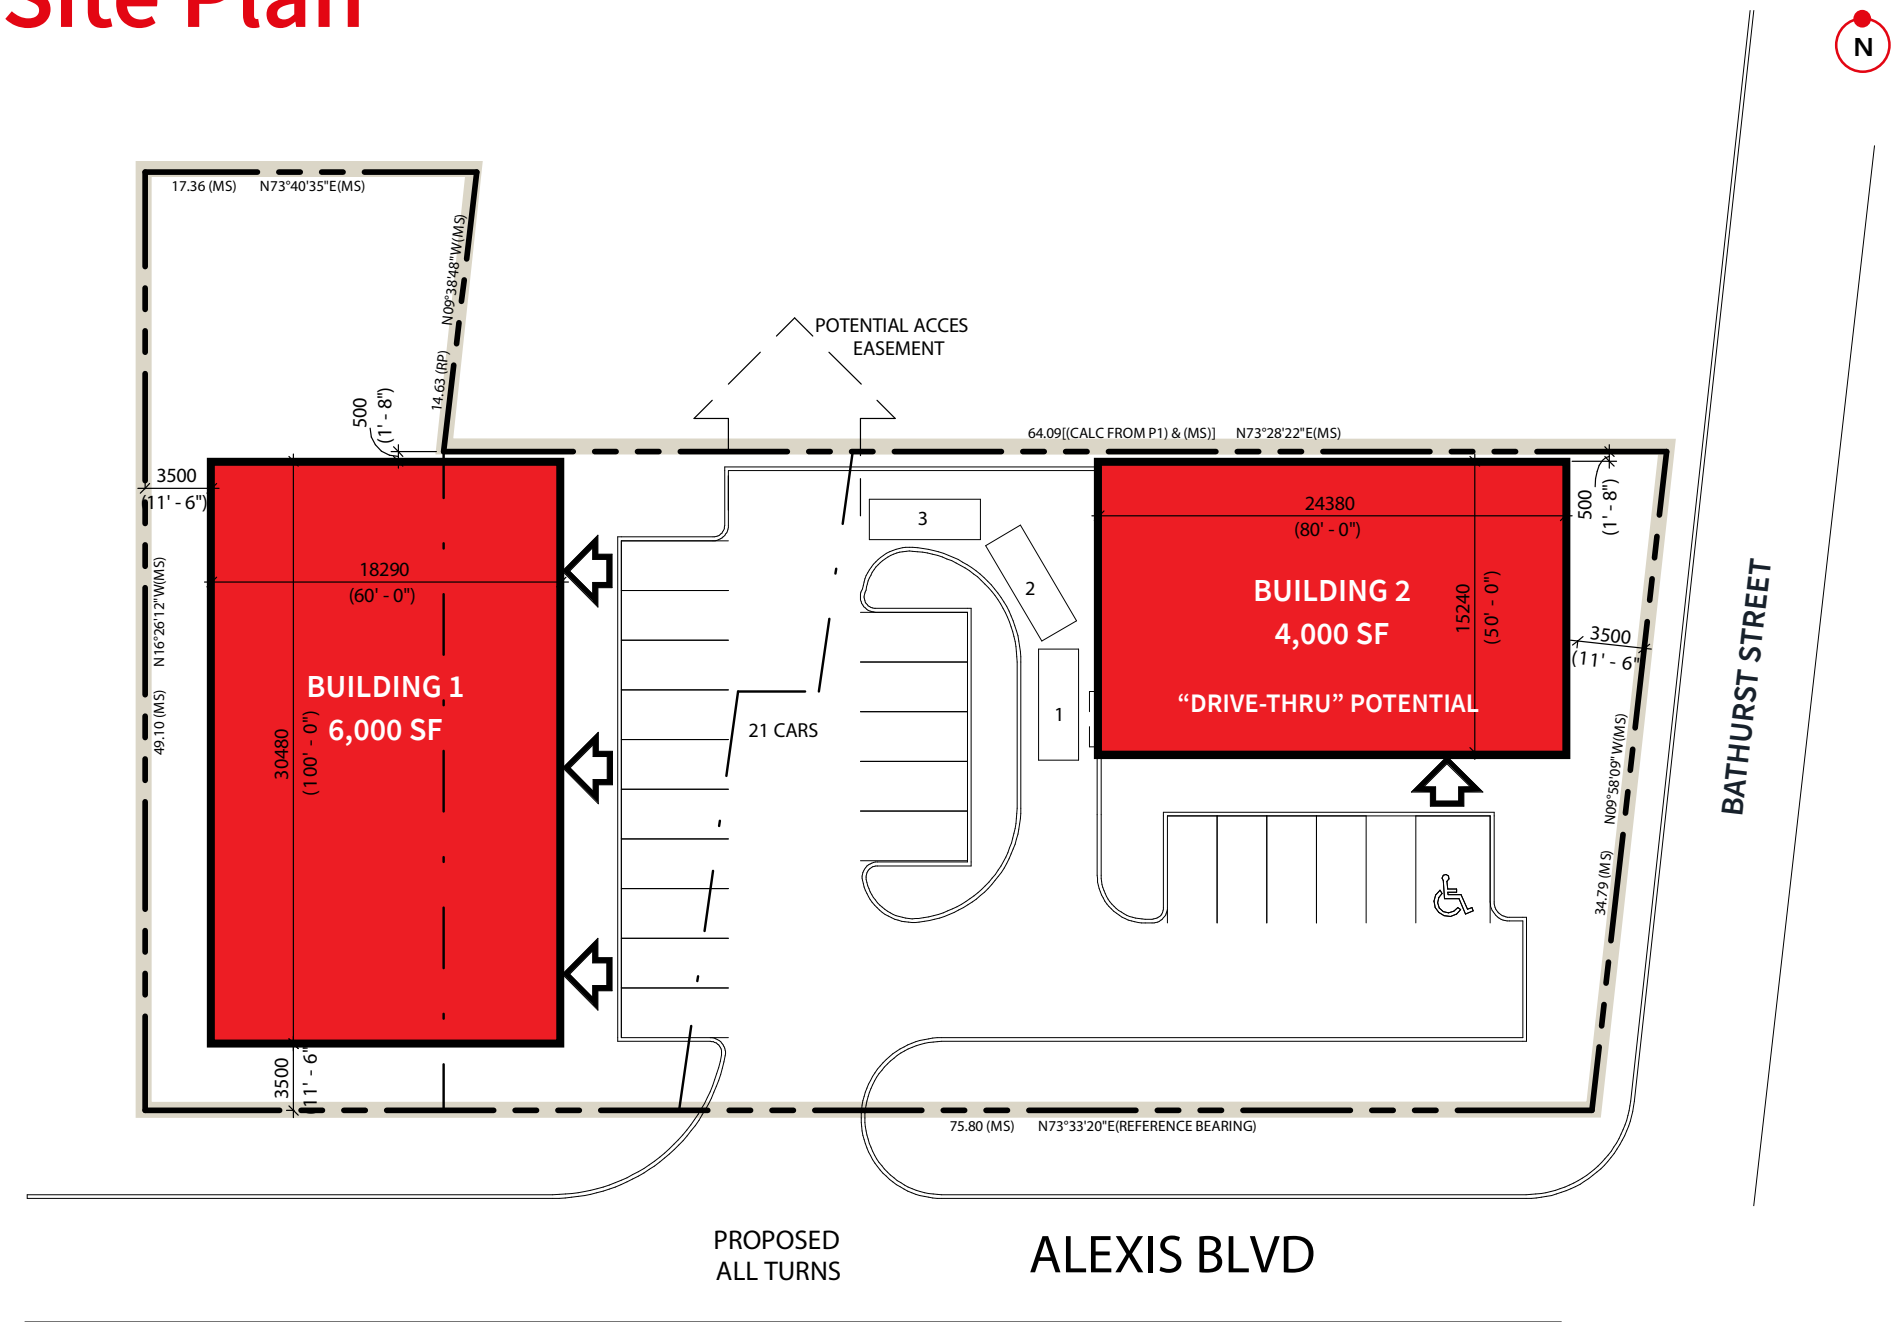 Site Plan
N
17.36 (MS) N73°40'35"E(MS)
N09°38'48"W(MS)
14.63 (RP)
POTENTIAL ACCES
EASEMENT
500
(1' - 8")
64.09[(CALC FROM P1) & (MS)] N73°28'22"E(MS)
3500
(11' - 6")
500
(1' - 8")
3
24380
(80' - 0")
18290
(60' - 0")
2
BUILDING 2
4,000 SF
15240
(50' - 0")
3500
(11' - 6"
N16°26'12"W(MS)
49.10 (MS)
BUILDING 1
6,000 SF
30480
(100' - 0")
"DRIVE-THRU" POTENTIAL
1
21 CARS
BATHURST STREET
N09°58'09"W(MS)
34.79 (MS)
3500
(11' - 6"
75.80 (MS) N73°33'20"E(REFERENCE BEARING)
PROPOSED
ALL TURNS
ALEXIS BLVD